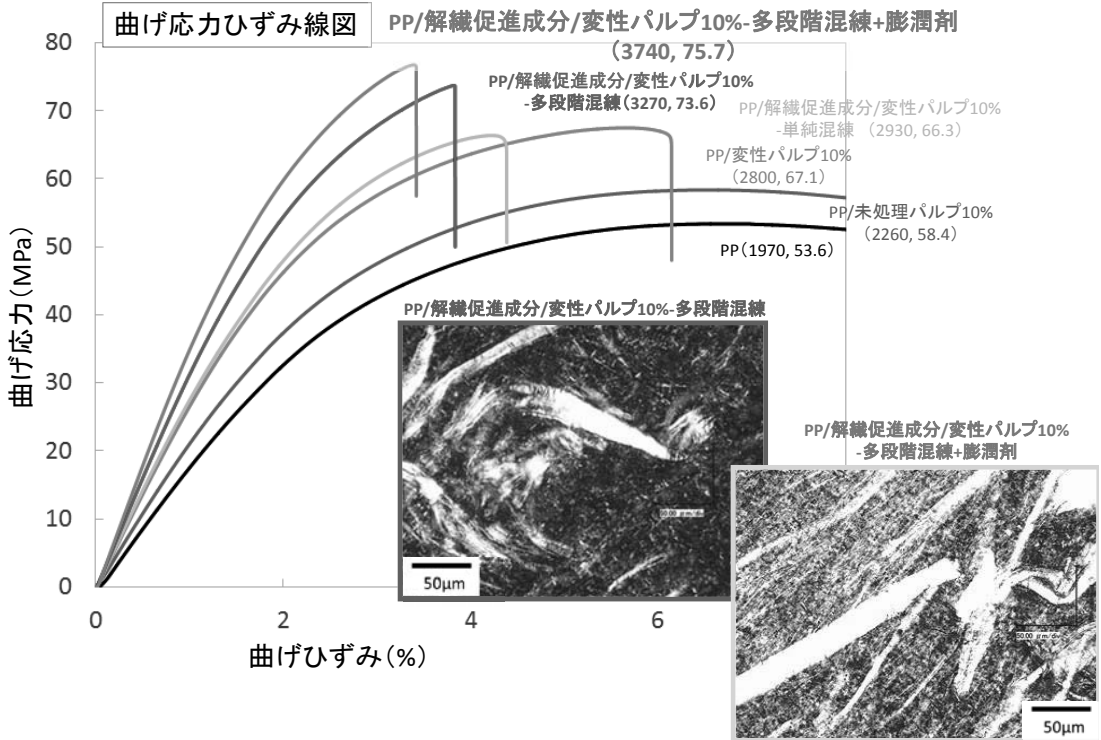 曲げ応力ひずみ線図
PP/解繊促進成分/変性パルプ10%-多段階混練+膨潤剤
（3740, 75.7）
PP/解繊促進成分/変性パルプ10%
-多段階混練（3270, 73.6）
PP/解繊促進成分/変性パルプ10%
-単純混練 （2930, 66.3）
PP/変性パルプ10%
（2800, 67.1）
PP/未処理パルプ10%
（2260, 58.4）
PP（1970, 53.6）
曲げ応力（MPa）
80
70
60
50
40
30
20
10
0
0
2
4
6
曲げひずみ（%）
PP/解繊促進成分/変性パルプ10%-多段階混練
50.00 μm/div
50μm
PP/解繊促進成分/変性パルプ10%
-多段階混練+膨潤剤
50.00 μm/div
50μm